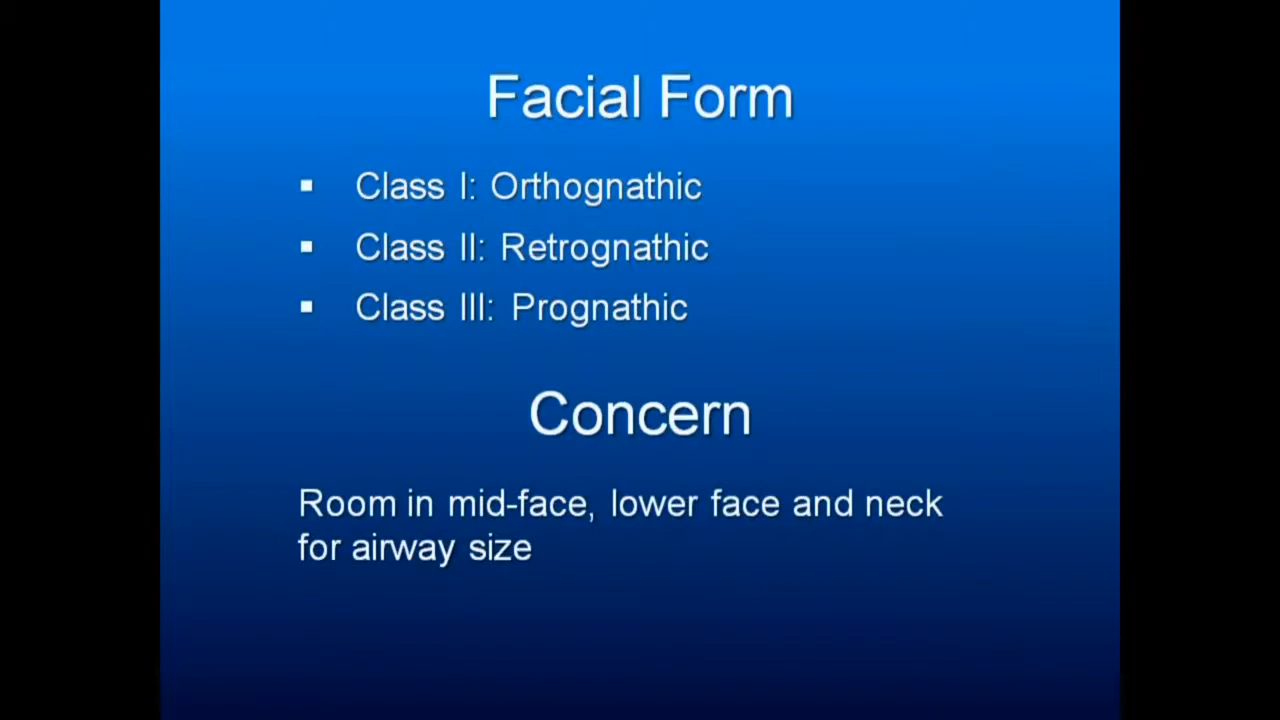 Facial Form
▪ Class I: Orthognathic
▪ Class II: Retrognathic
▪ Class III: Prognathic
Concern
Room in mid-face, lower face and neck
for airway size